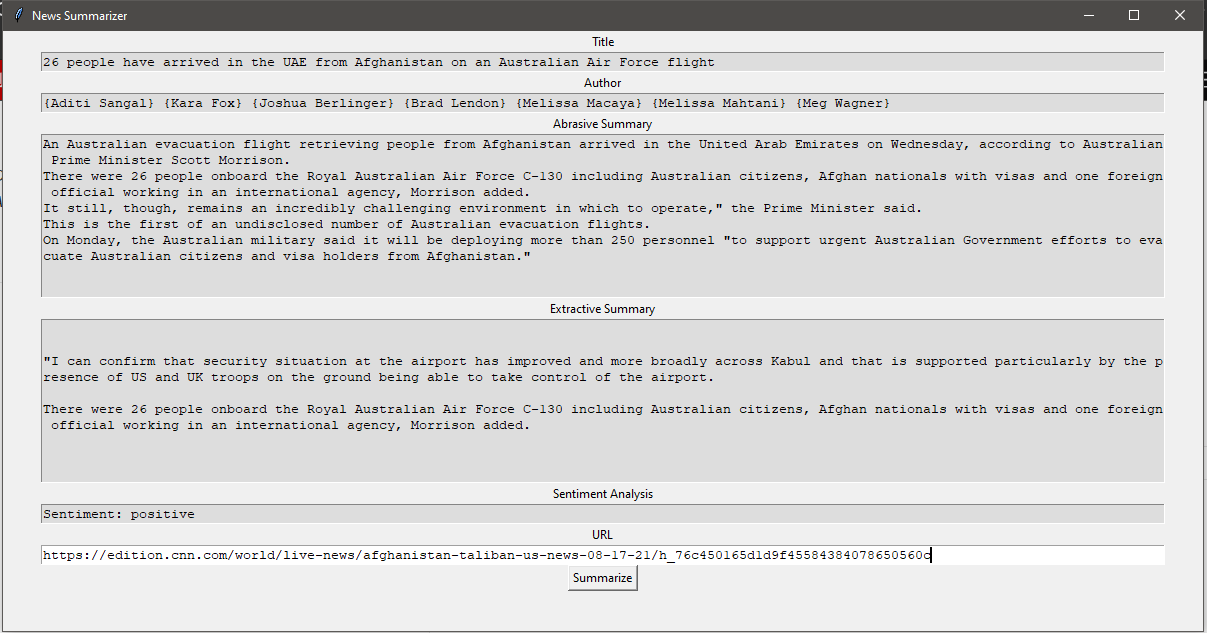 News Summarizer
Title
26 people have arrived in the UAE from Afghanistan on an Australian Air Force flight
Author
{Aditi Sangal} {Kara Fox} {Joshua Berlinger} {Brad Lendon} {Melissa Macaya} {Melissa Mahtani} {Meg Wagner}
Abrasive Summary
An Australian evacuation flight retrieving people from Afghanistan arrived in the United Arab Emirates on Wednesday, according to Australian
Prime Minister Scott Morrison.
There were 26 people onboard the Royal Australian Air Force C-130 including Australian citizens, Afghan nationals with visas and one foreign
official working in an international agency, Morrison added.
It still, though, remains an incredibly challenging environment in which to operate," the Prime Minister said.
This is the first of an undisclosed number of Australian evacuation flights.
On Monday, the Australian military said it will be deploying more than 250 personnel "to support urgent Australian Government efforts to eva
cuate Australian citizens and visa holders from Afghanistan."
Extractive Summary
"I can confirm that security situation at the airport has improved and more broadly across Kabul and that is supported particularly by the p
resence of US and UK troops on the ground being able to take control of the airport.
There were 26 people onboard the Royal Australian Air Force C-130 including Australian citizens, Afghan nationals with visas and one foreign
official working in an international agency, Morrison added.
Sentiment Analysis
Sentiment: positive
URL
https://edition.cnn.com/world/live-news/afghanistan-taliban-us-news-08-17-21/h_76c450165d1d9f45584384078650560c
Summarize